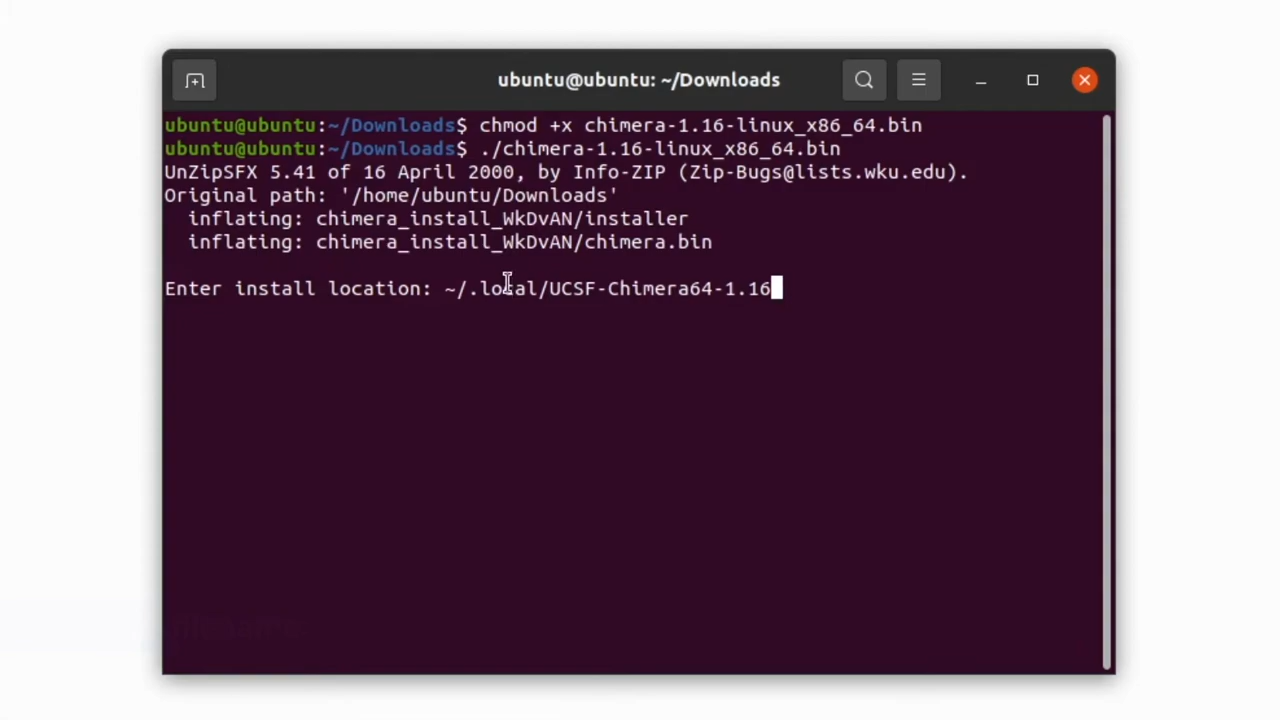 ubuntu@ubuntu: ~/Downloads
ubuntu@ubuntu:~/Downloads$ chmod +x chimera-1.16-linux_x86_64.bin
ubuntu@ubuntu:~/Downloads$ ./chimera-1.16-linux_x86_64.bin
UnZipSFX 5.41 of 16 April 2000, by Info-ZIP (Zip-Bugs@lists.wku.edu).
Original path: '/home/ubuntu/Downloads'
inflating: chimera_install_WkDvAN/installer
inflating: chimera_install_WkDvAN/chimera.bin
Enter install location: ~/.local/UCSF-Chimera64-1.16